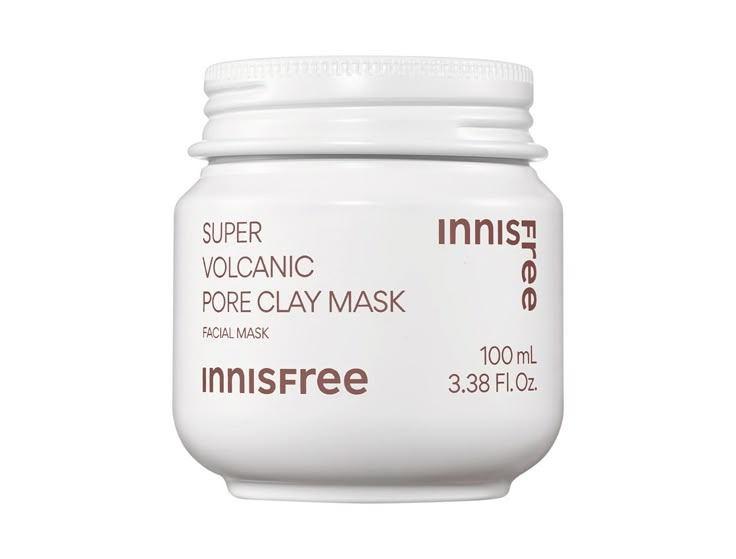 SUPER
VOLCANIC
PORE CLAY MASK
FACIAL MASK
INNISFree
INNISFree
100 mL
3.38 Fl.Oz.